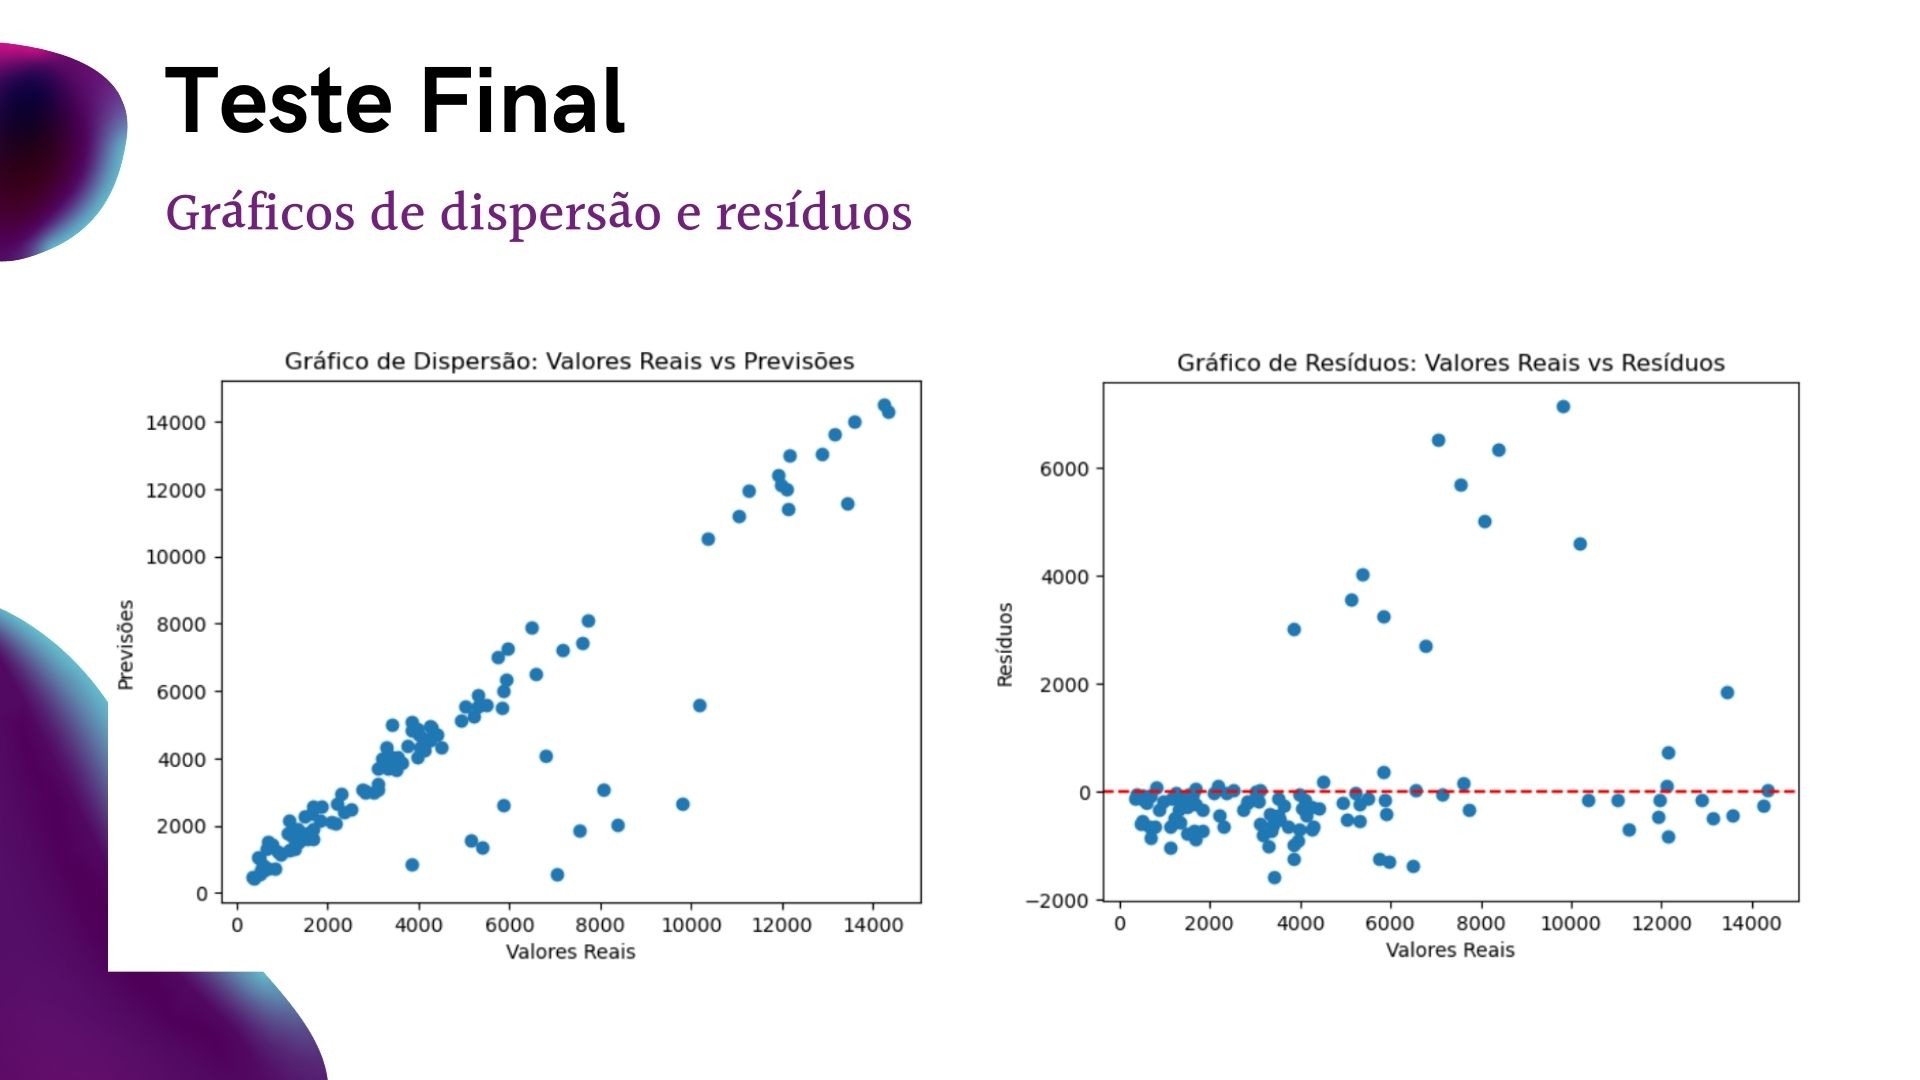 Teste Final
Gráficos de dispersão e resíduos
Gráfico de Dispersão: Valores Reais vs Previsões
14000
12000
10000
8000
6000
4000
2000
0
Previsões
0 2000 4000 6000 8000 10000 12000 14000
Valores Reais
Gráfico de Resíduos: Valores Reais vs Resíduos
6000
4000
2000
0
−2000
Resíduos
0 2000 4000 6000 8000 10000 12000 14000
Valores Reais